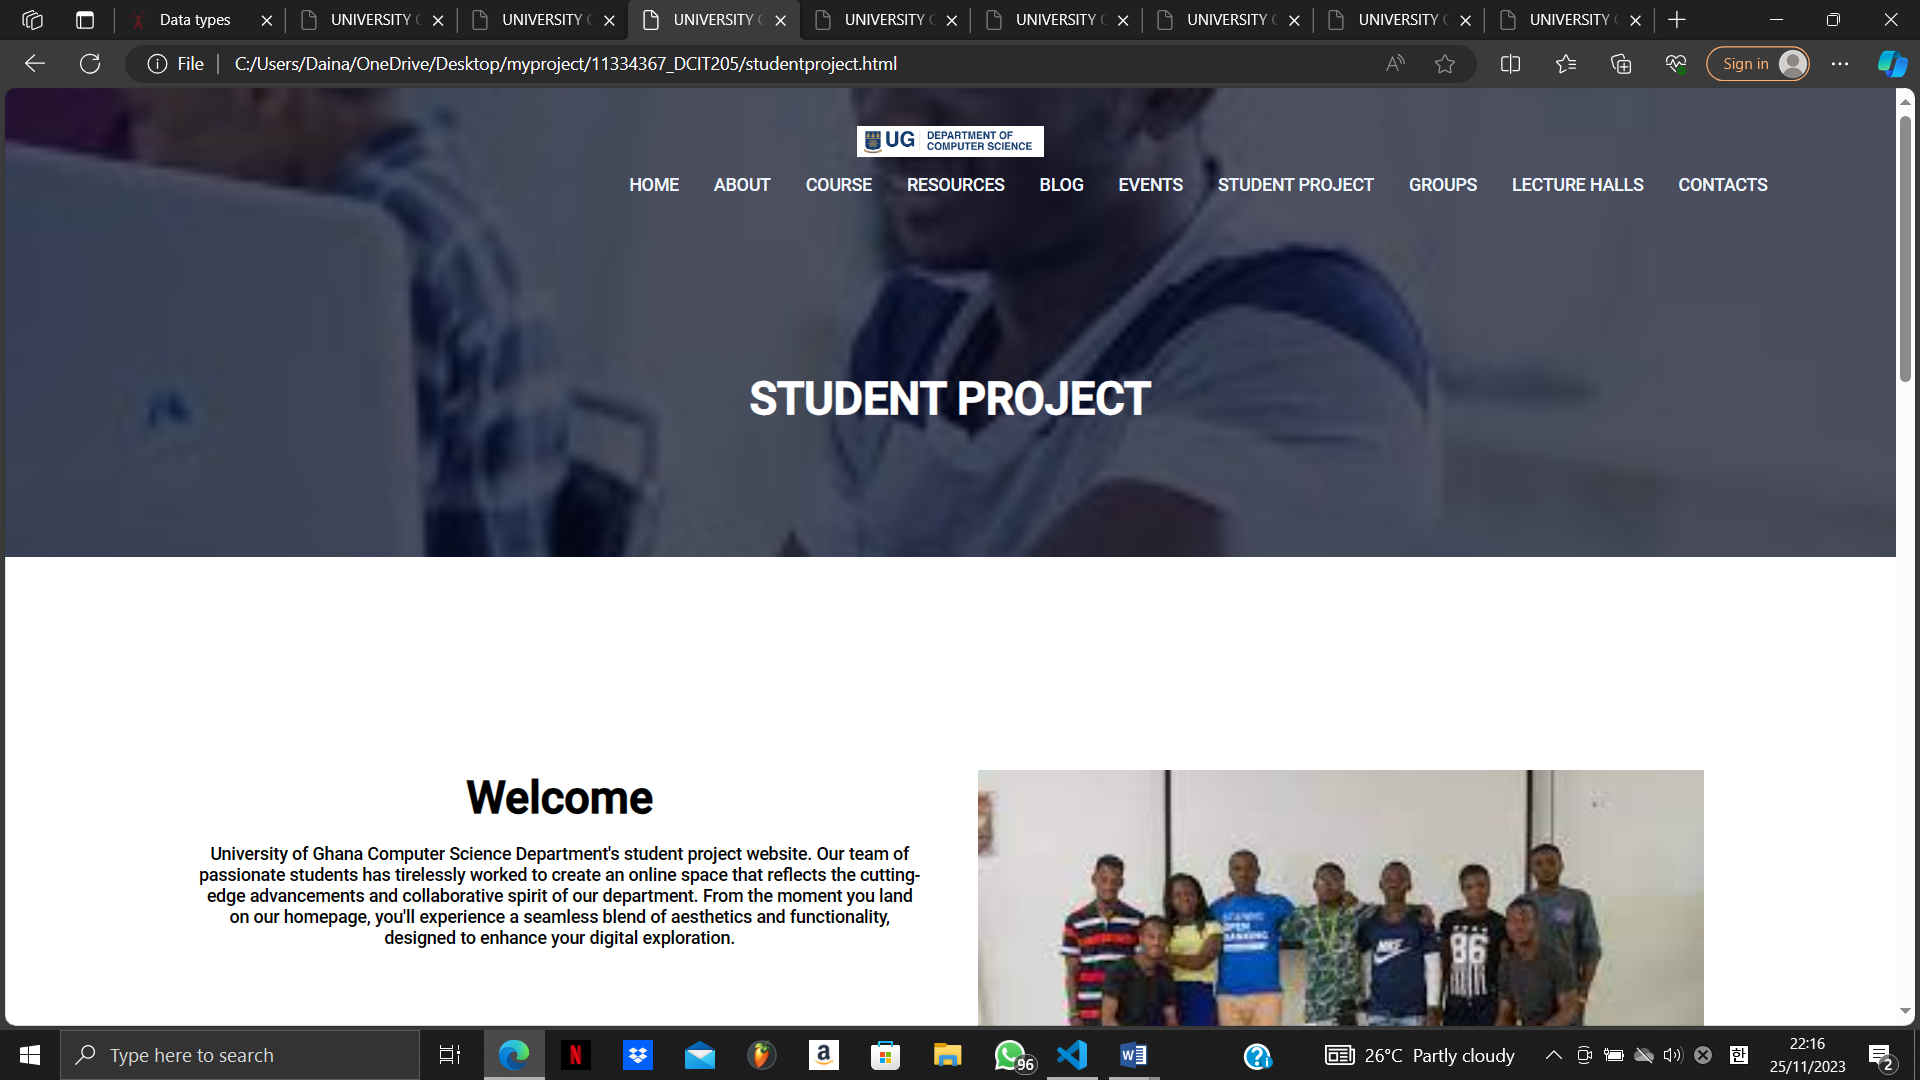 Data types
UNIVERSITY
UNIVERSITY
UNIVERSITY
UNIVERSITY
UNIVERSITY
UNIVERSITY
UNIVERSITY
UNIVERSITY
File
C:/Users/Daina/OneDrive/Desktop/myproject/11334367_DCIT205/studentproject.html
Sign in
UG DEPARTMENT OF
COMPUTER SCIENCE
HOME ABOUT COURSE RESOURCES BLOG EVENTS STUDENT PROJECT GROUPS LECTURE HALLS CONTACTS
STUDENT PROJECT
Welcome
University of Ghana Computer Science Department's student project website. Our team of
passionate students has tirelessly worked to create an online space that reflects the cutting-
edge advancements and collaborative spirit of our department. From the moment you land
on our homepage, you'll experience a seamless blend of aesthetics and functionality,
designed to enhance your digital exploration.
OPEN
86
Type here to search
96
26°C Partly cloudy
한
22:16
25/11/2023
2